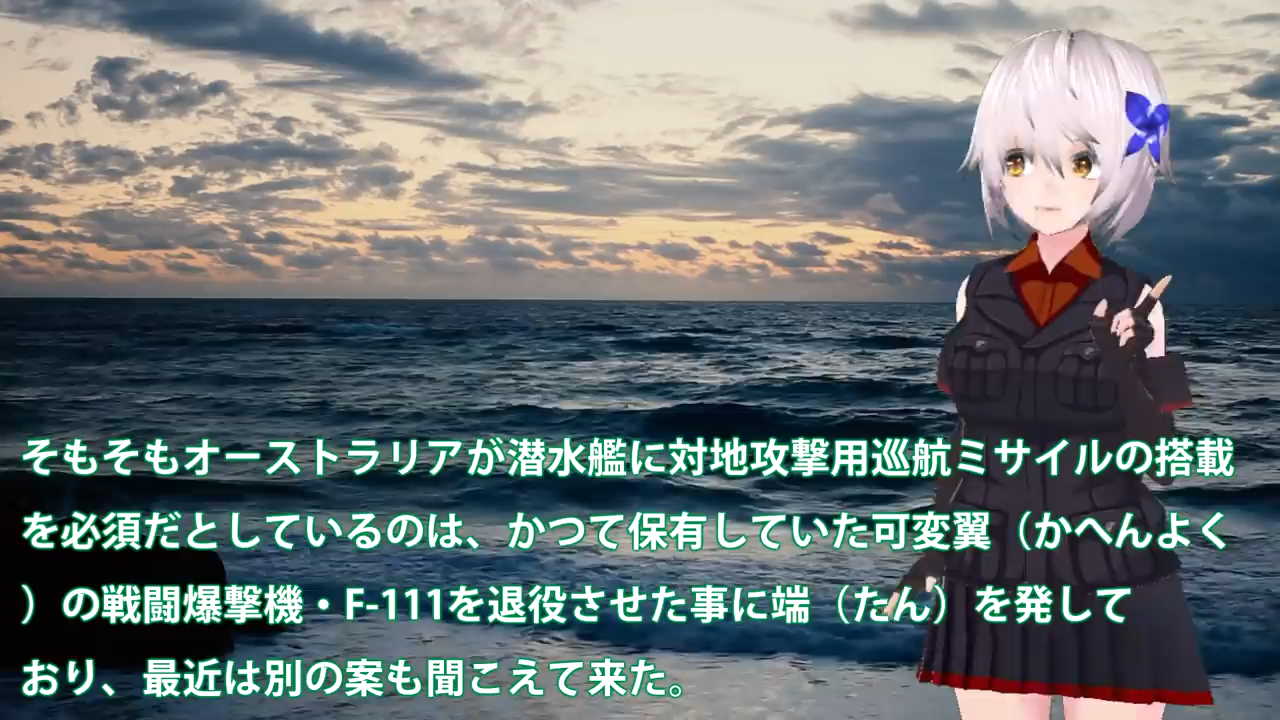 そもそもオーストラリアが潜水艦に対地攻撃用巡航ミサイルの搭載
を必須だとしているのは、かつて保有していた可変翼（かへんよく
）の戦闘爆撃機・F-111を退役させた事に端（たん）を発して
おり、最近は別の案も聞こえて来た。